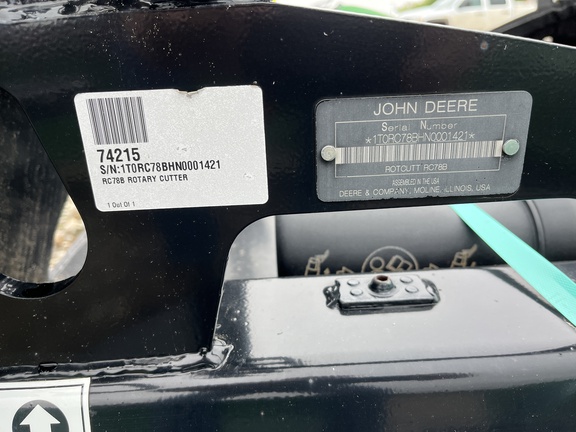 74215
S/N:1T0RC78BHN0001421
RC78B ROTARY CUTTER
1 Out Of 1
JOHN DEERE
Serial Number
*1T0RC78BHN0001421*
ROTCUTT RC78B
ASSEMBLED IN THE USA
DEERE & COMPANY, MOLINE, ILLINOIS, USA